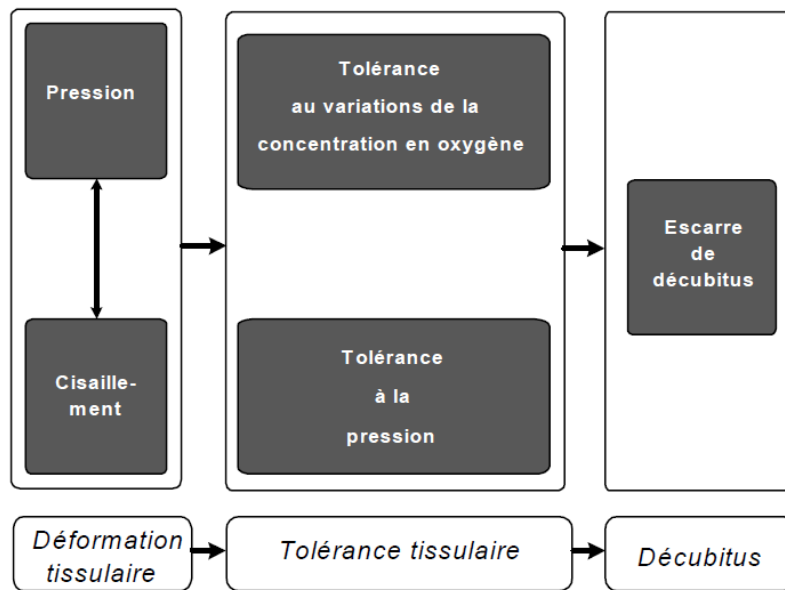 Pression
Cisaille-
ment
Tolérance
au variations de la
concentration en oxygène
Tolérance
à la
pression
Escarre
de
décubitus
Déformation
tissulaire
Tolérance tissulaire
Décubitus